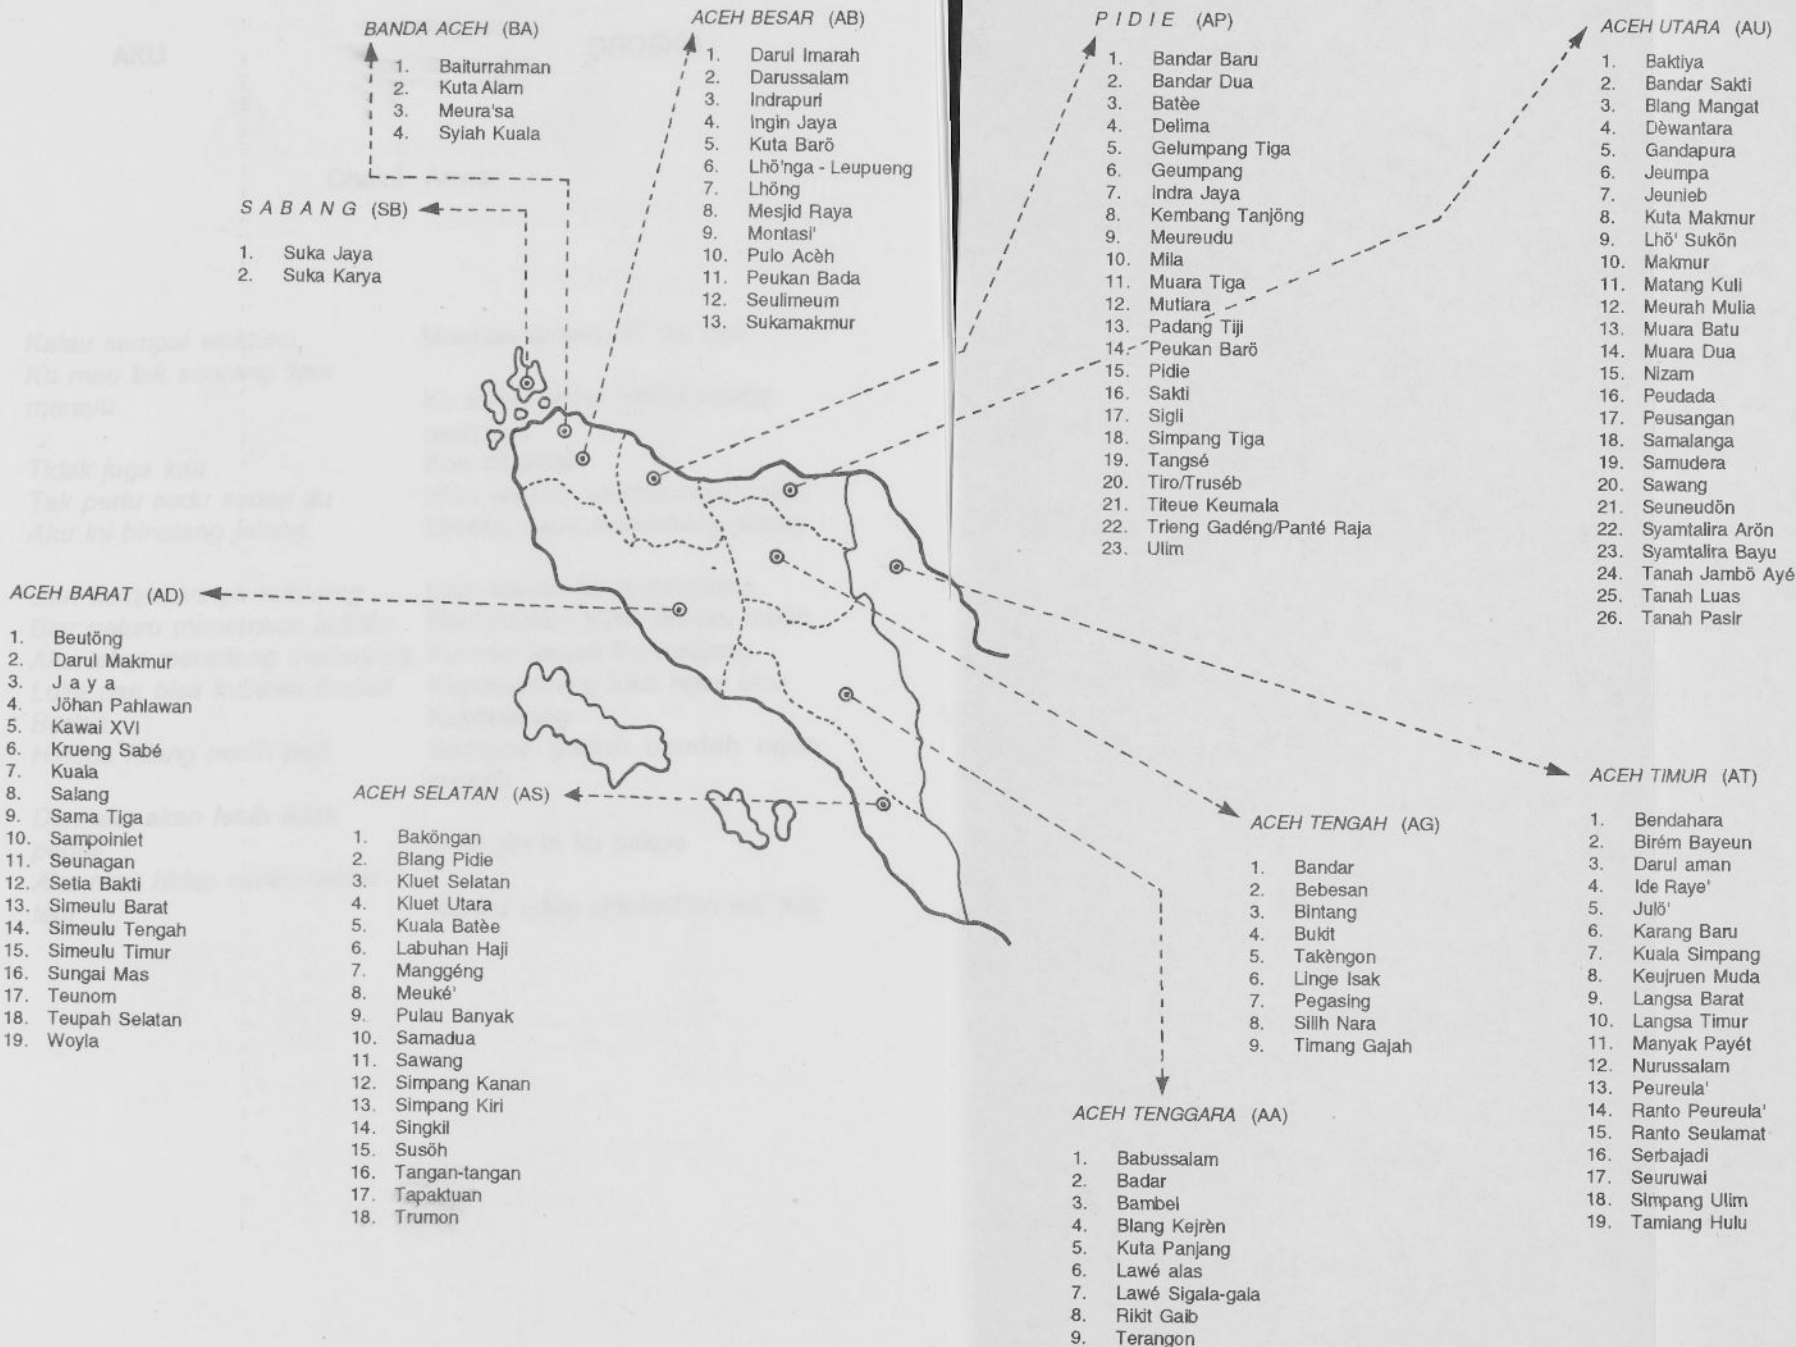 BANDA ACEH (BA)
1. Baiturrahman
2. Kuta Alam
3. Meura'sa
4. Syiah Kuala
SABANG (SB)
1. Suka Jaya
2. Suka Karya
ACEH BESAR (AB)
1. Darul Imarah
2. Darussalam
3. Indrapuri
4. Ingin Jaya
5. Kuta Barö
6. Lhö'nga - Leupueng
7. Lhöng
8. Mesjid Raya
9. Montasi'
10. Pulo Acèh
11. Peukan Bada
12. Seulimeum
13. Sukamakmur
PIDIE (AP)
1. Bandar Baru
2. Bandar Dua
3. Batèe
4. Delima
5. Gelumpang Tiga
6. Geumpang
7. Indra Jaya
8. Kembang Tanjöng
9. Meureudu
10. Mila
11. Muara Tiga
12. Mutiara
13. Padang Tiji
14. Peukan Barö
15. Pidie
16. Sakti
17. Sigli
18. Simpang Tiga
19. Tangsé
20. Tiro/Truséb
21. Titeue Keumala
22. Trieng Gadéng/Panté Raja
23. Ulim
ACEH UTARA (AU)
1. Baktiya
2. Bandar Sakti
3. Blang Mangat
4. Dèwantara
5. Gandapura
6. Jeumpa
7. Jeunieb
8. Kuta Makmur
9. Lhö' Sukön
10. Makmur
11. Matang Kuli
12. Meurah Mulia
13. Muara Batu
14. Muara Dua
15. Nizam
16. Peudada
17. Peusangan
18. Samalanga
19. Samudera
20. Sawang
21. Seuneudön
22. Syamtalira Arön
23. Syamtalira Bayu
24. Tanah Jambö Ayé
25. Tanah Luas
26. Tanah Pasir
ACEH BARAT (AD)
1. Beutöng
2. Darul Makmur
3. Jaya
4. Jöhan Pahlawan
5. Kawai XVI
6. Krueng Sabé
7. Kuala
8. Salang
9. Sama Tiga
10. Sampoiniet
11. Seunagan
12. Setia Bakti
13. Simeulu Barat
14. Simeulu Tengah
15. Simeulu Timur
16. Sungai Mas
17. Teunom
18. Teupah Selatan
19. Woyla
ACEH SELATAN (AS)
1. Baköngan
2. Blang Pidie
3. Kluet Selatan
4. Kluet Utara
5. Kuala Batèe
6. Labuhan Haji
7. Manggéng
8. Meuké'
9. Pulau Banyak
10. Samadua
11. Sawang
12. Simpang Kanan
13. Simpang Kiri
14. Singkil
15. Susöh
16. Tangan-tangan
17. Tapaktuan
18. Trumon
ACEH TENGAH (AG)
1. Bandar
2. Bebesan
3. Bintang
4. Bukit
5. Takèngon
6. Linge Isak
7. Pegasing
8. Silih Nara
9. Timang Gajah
ACEH TENGGARA (AA)
1. Babussalam
2. Badar
3. Bambel
4. Blang Kejrèn
5. Kuta Panjang
6. Lawé alas
7. Lawé Sigala-gala
8. Rikit Gaib
9. Terangon
ACEH TIMUR (AT)
1. Bendahara
2. Birém Bayeun
3. Darul aman
4. Ide Raye'
5. Julö'
6. Karang Baru
7. Kuala Simpang
8. Keujruen Muda
9. Langsa Barat
10. Langsa Timur
11. Manyak Payét
12. Nurussalam
13. Peureula'
14. Ranto Peureula'
15. Ranto Seulamat
16. Serbajadi
17. Seuruwai
18. Simpang Ulim
19. Tamiang Hulu